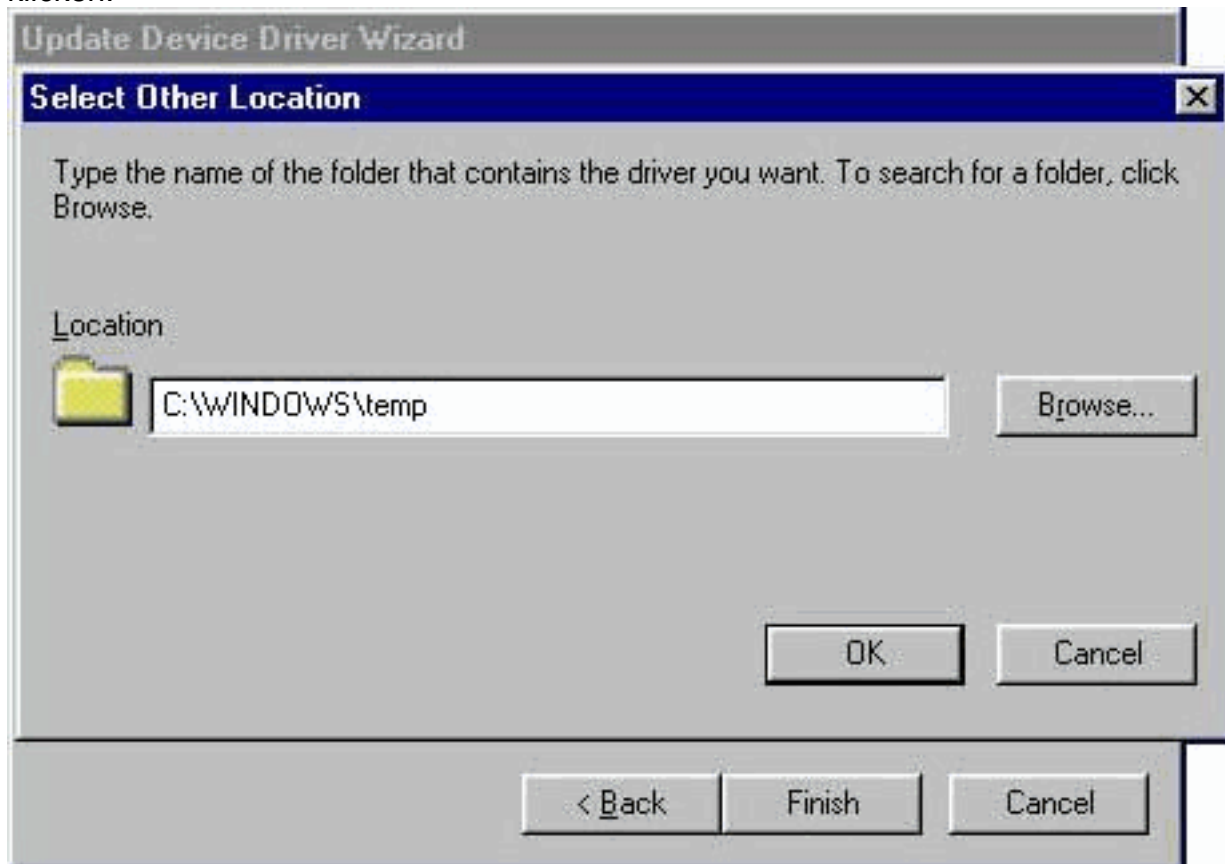 Update Device Driver Wizard
Select Other Location
Type the name of the folder that contains the driver you want. To search for a folder, click
Browse.
Location
C:\WINDOWS\temp
Browse...
OK
Cancel
< Back
Finish
Cancel